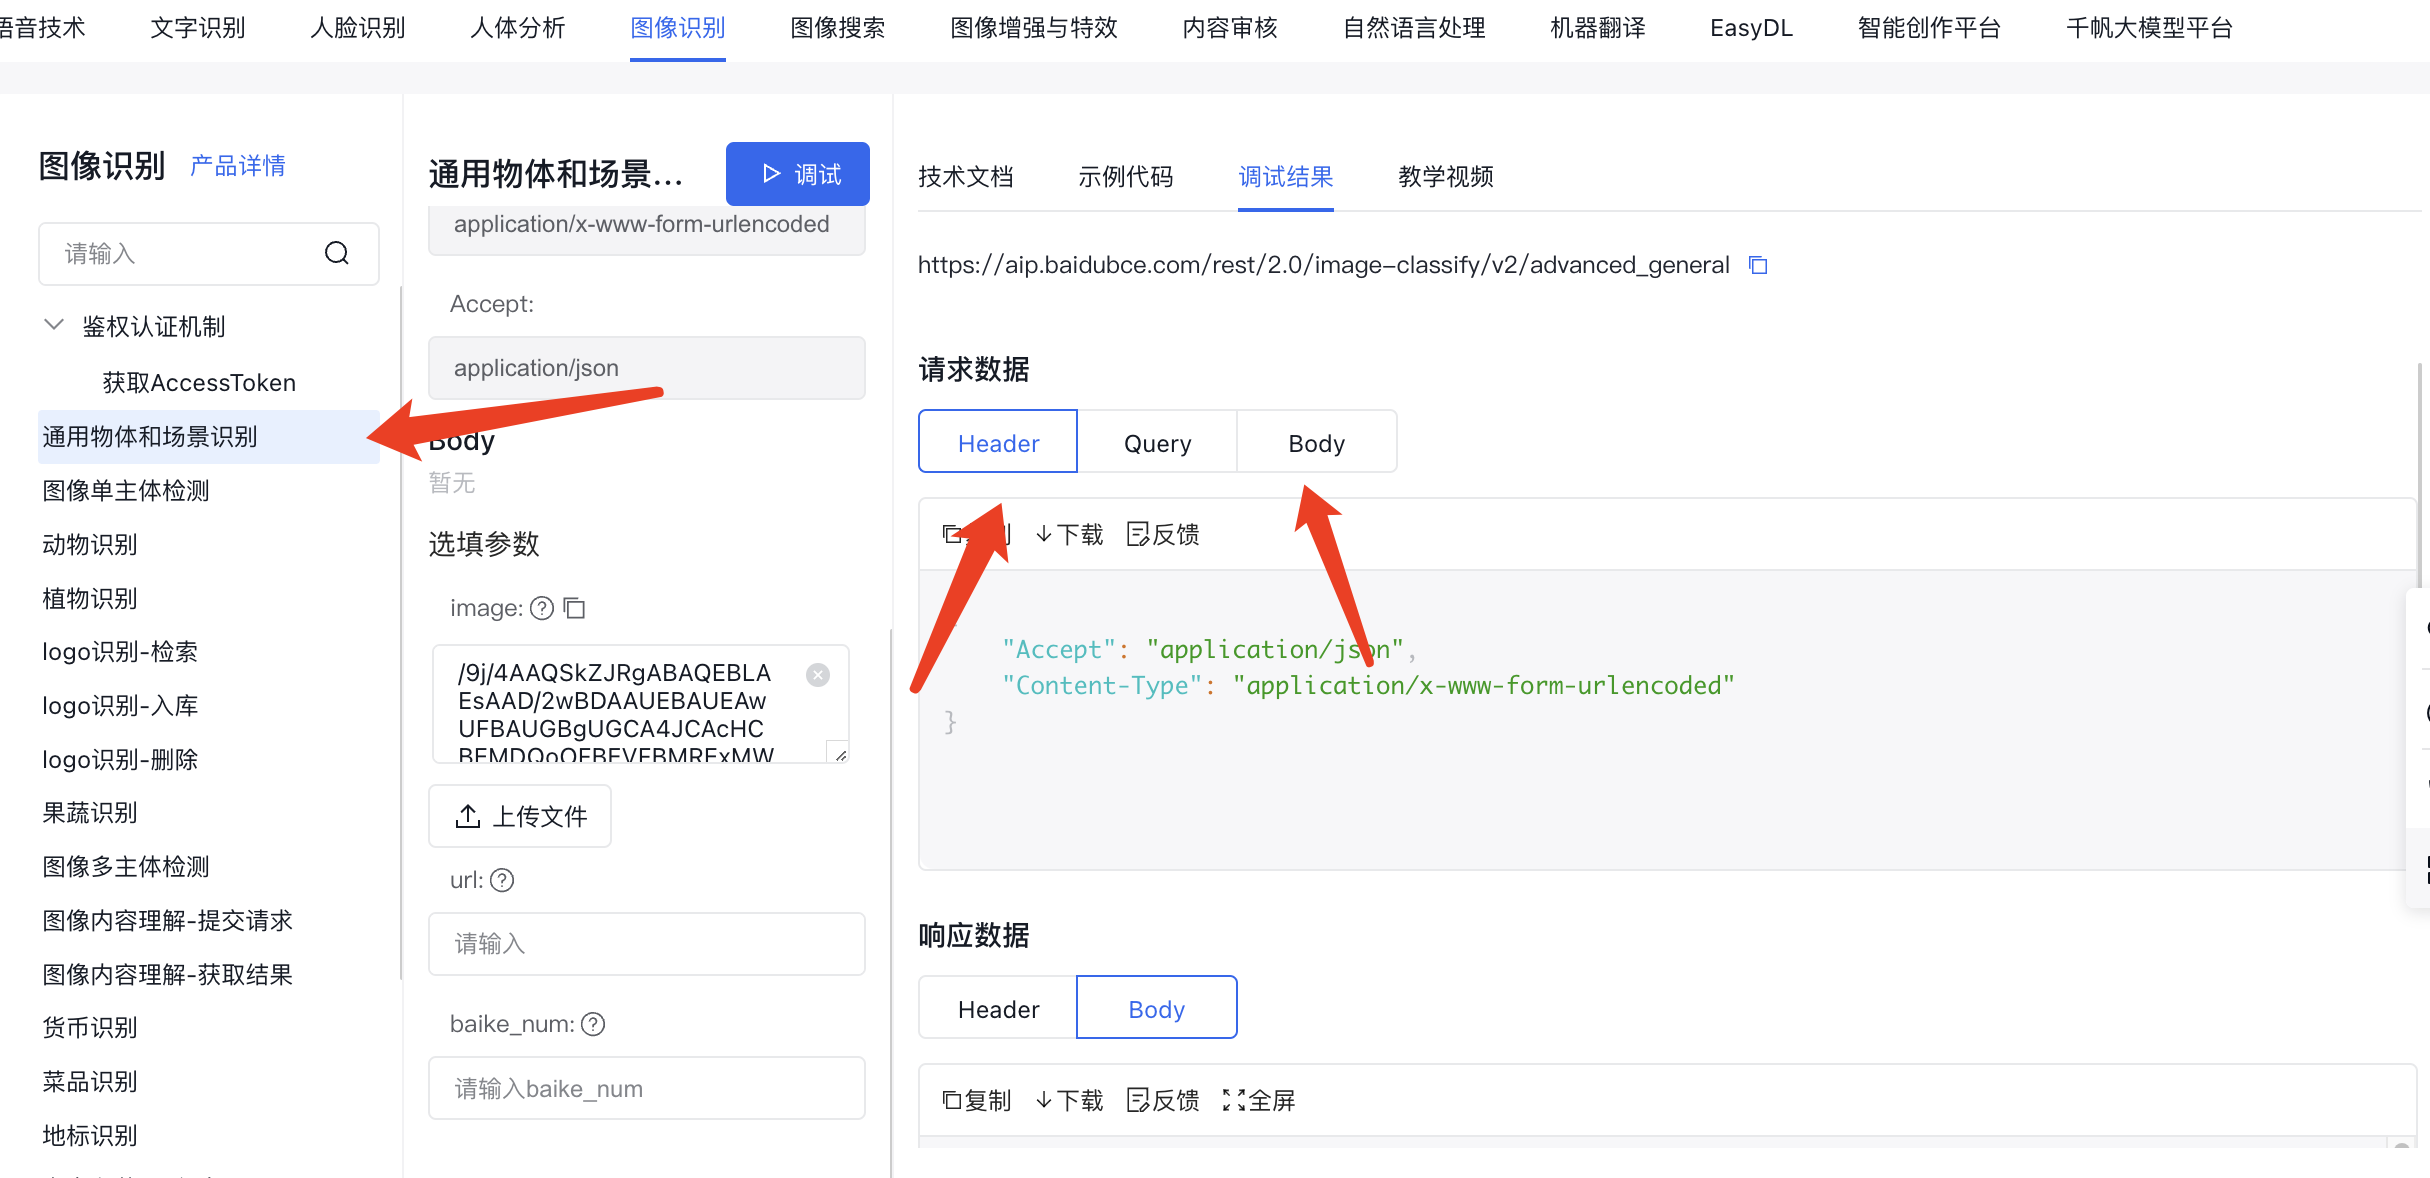 语音技术 文字识别 人脸识别 人体分析 图像识别 图像搜索 图像增强与特效 内容审核 自然语言处理 机器翻译 EasyDL 智能创作平台 千帆大模型平台
图像识别 产品详情
请输入
鉴权认证机制
获取AccessToken
通用物体和场景识别
图像单主体检测
动物识别
植物识别
logo识别-检索
logo识别-入库
logo识别-删除
果蔬识别
图像多主体检测
图像内容理解-提交请求
图像内容理解-获取结果
货币识别
菜品识别
地标识别
通用物体和场景... 调试
application/x-www-form-urlencoded
Accept:
application/json
Body
暂无
选填参数
image:
/9j/4AAQSkZJRgABAQEBLA
EsAAD/2wBDAAUEBAUEAw
UFBAUGBgUGCA4JCAcHC
BEMDQoOFBEVFBMRExMW
上传文件
url:
请输入
baike_num:
请输入baike_num
技术文档 示例代码 调试结果 教学视频
https://aip.baidubce.com/rest/2.0/image-classify/v2/advanced_general
请求数据
Header Query Body
下载 反馈
"Accept": "application/json",
"Content-Type": "application/x-www-form-urlencoded"
}
响应数据
Header Body
复制 下载 反馈 全屏